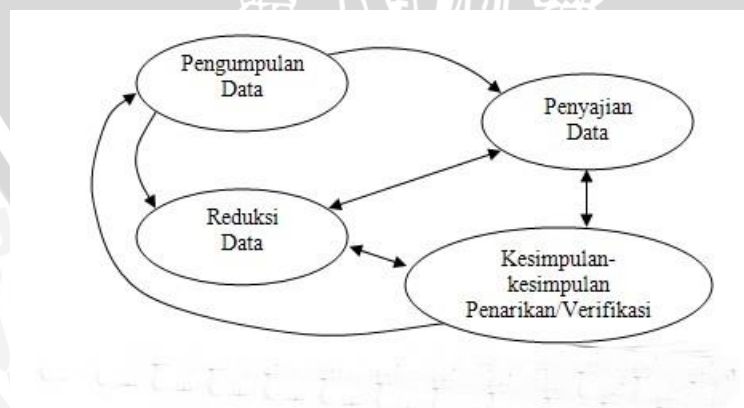 Pengumpulan
Data
Penyajian
Data
Reduksi
Data
Kesimpulan-
kesimpulan
Penarikan/Verifikasi